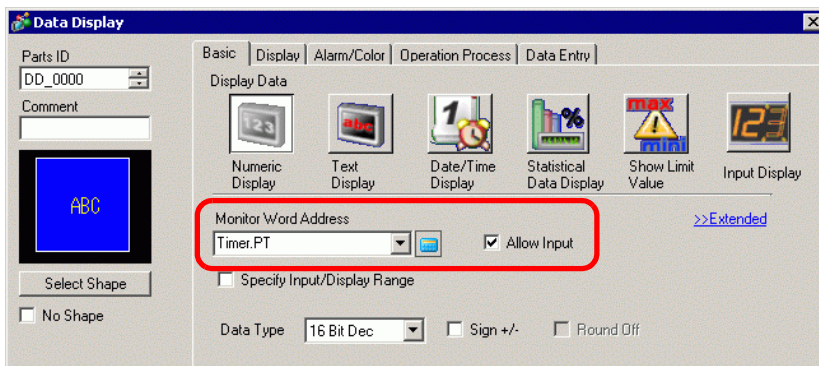 Data Display
Parts ID
DD_0000
Comment
ABC
Select Shape
No Shape
Basic Display Alarm/Color Operation Process Data Entry
Display Data
123 abc 1 % max mini 123
Numeric Display
Text Display
Date/Time Display
Statistical Data Display
Show Limit Value
Input Display
Monitor Word Address
>>Extended
Timer.PT
Allow Input
Specify Input/Display Range
Data Type 16 Bit Dec Sign +/- Round Off